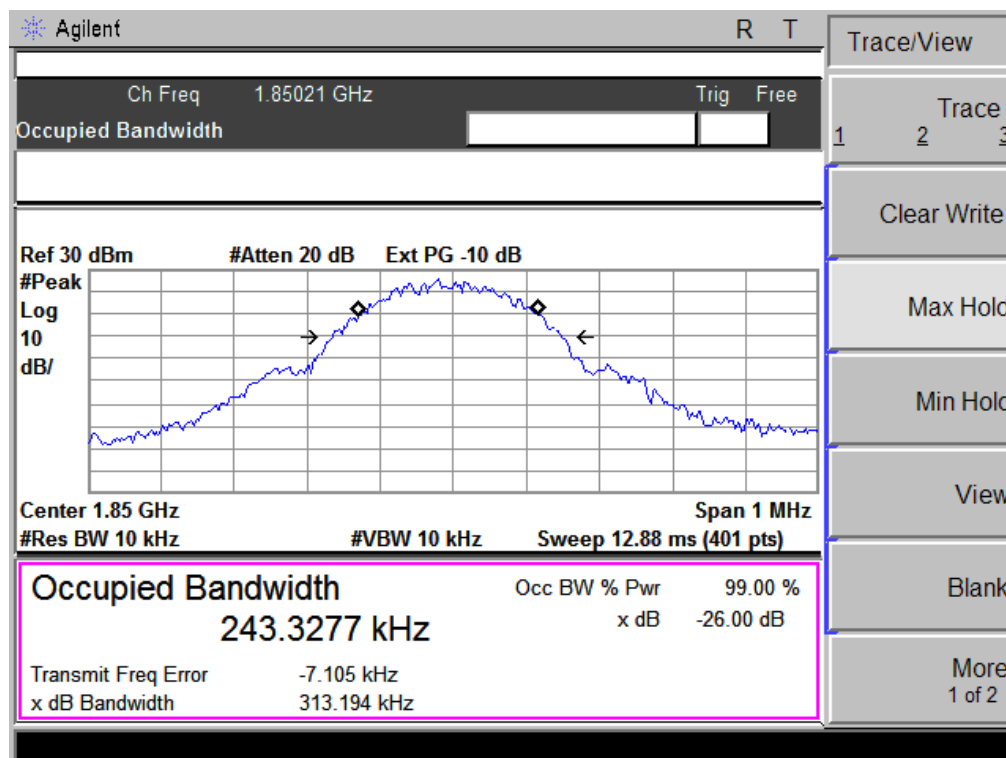 Agilent R T
Trace/View
Ch Freq 1.85021 GHz Trig Free
Occupied Bandwidth
Trace
1 2 3
Clear Write
Max Hold
Min Hold
View
Blank
More
1 of 2
Ref 30 dBm #Atten 20 dB Ext PG -10 dB
#Peak
Log
10
dB/
Center 1.85 GHz Span 1 MHz
#Res BW 10 kHz #VBW 10 kHz Sweep 12.88 ms (401 pts)
Occupied Bandwidth Occ BW % Pwr 99.00 %
243.3277 kHz x dB -26.00 dB
Transmit Freq Error -7.105 kHz
x dB Bandwidth 313.194 kHz